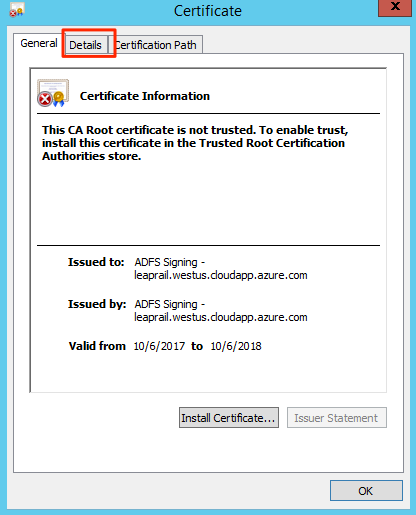 Certificate
x
General Details Certification Path
Certificate Information
This CA Root certificate is not trusted. To enable trust,
install this certificate in the Trusted Root Certification
Authorities store.
Issued to: ADFS Signing -
leaprail.westus.cloudapp.azure.com
Issued by: ADFS Signing -
leaprail.westus.cloudapp.azure.com
Valid from 10/6/2017 to 10/6/2018
Install Certificate... Issuer Statement
OK